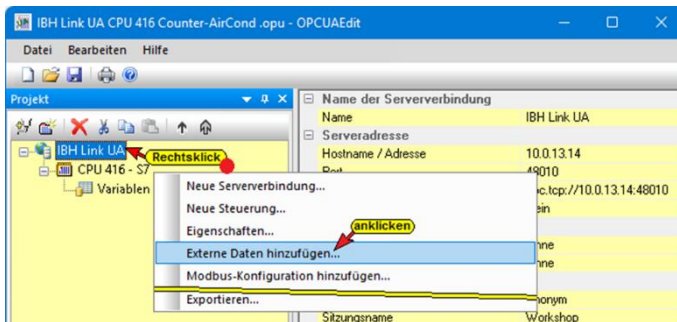 IBH Link UA CPU 416 Counter-AirCond .opu - OPCUAEdit
Datei Bearbeiten Hilfe
Projekt
Name der Serververbindung
Name IBH Link UA
Serveradresse
IBH Link UA
Rechtsklick
Hostname / Adresse 10.0.13.14
CPU 416 - S7
Port 48010
Variablen
Neue Serververbindung...
opc.tcp://10.0.13.14:48010
Neue Steuerung...
Eigenschaften...
anklicken
Externe Daten hinzufügen...
Modbus-Konfiguration hinzufügen...
Exportieren...
Sitzungsname Workshop